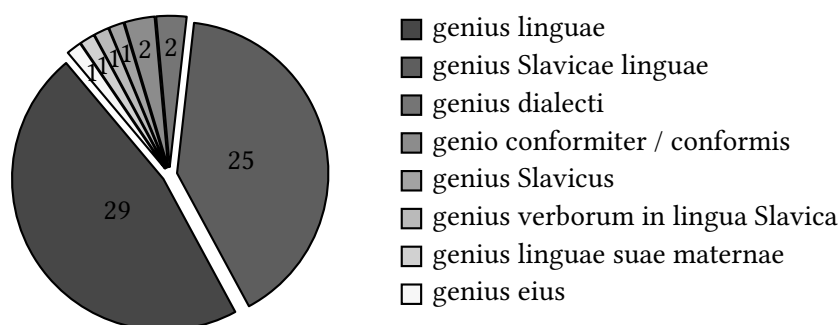 1 1 1 1 2 2
25
29
genius linguae
genius Slavicae linguae
genius dialecti
genio conformiter / conformis
genius Slavicus
genius verborum in lingua Slavica
genius linguae suae maternae
genius eius